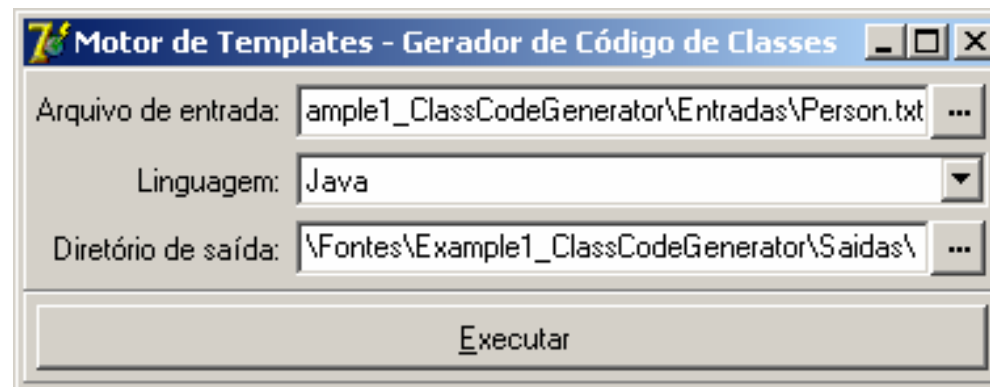 Motor de Templates - Gerador de Código de Classes
Arquivo de entrada: ample1_ClassCodeGenerator\Entradas\Person.txt ...
Linguagem: Java
Diretório de saída: \Fontes\Example1_ClassCodeGenerator\Saidas\ ...
Executar